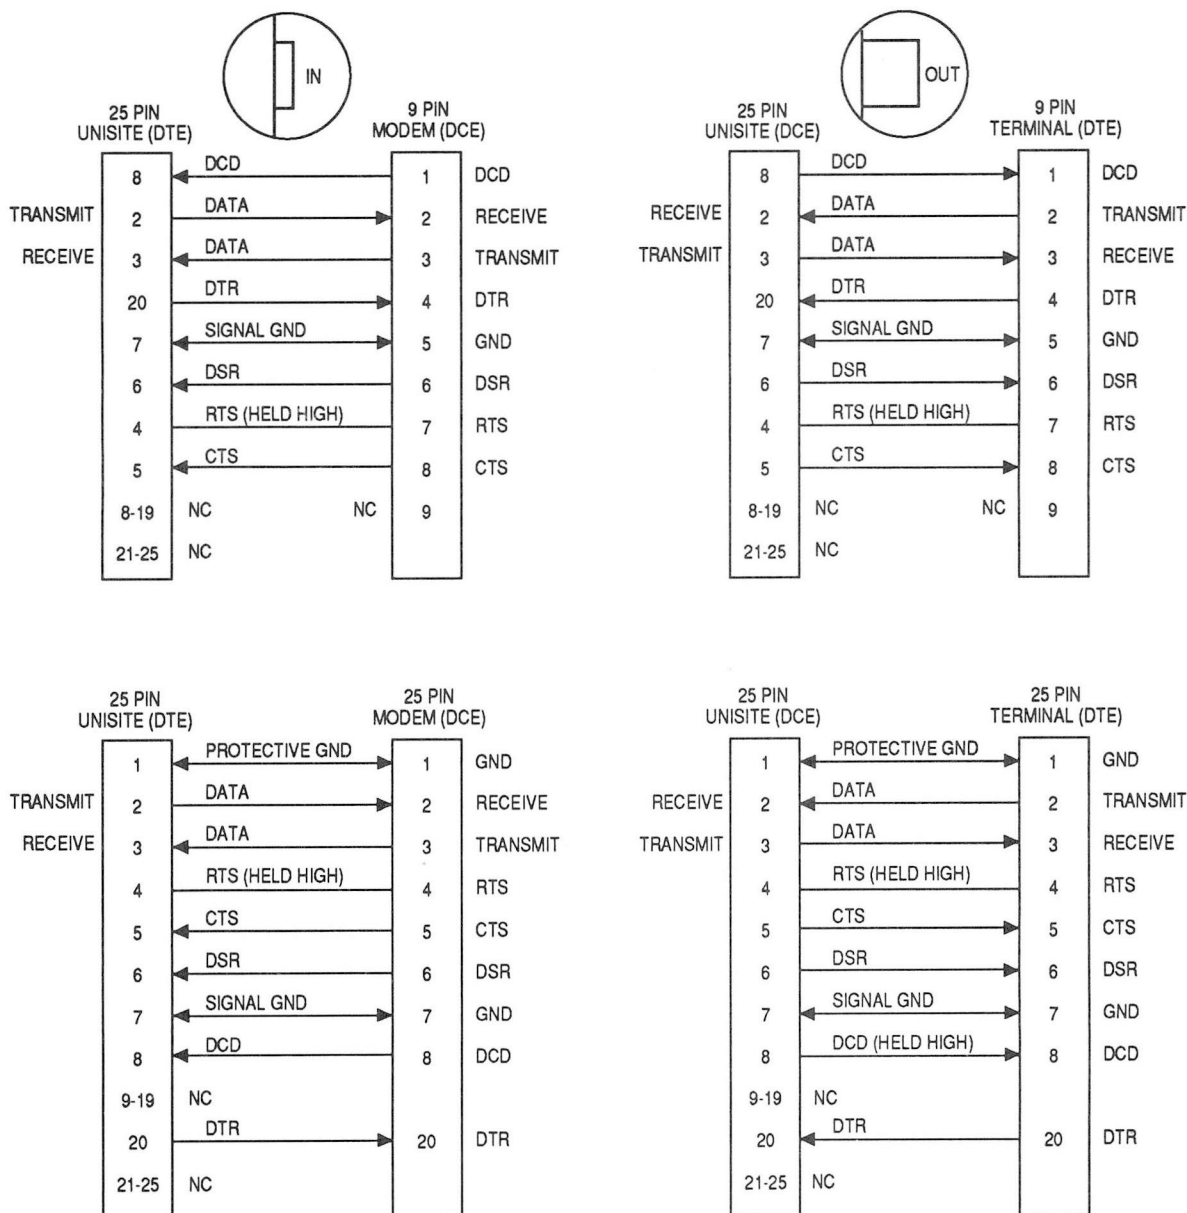 IN
25 PIN
UNISITE (DTE)
9 PIN
MODEM (DCE)
8 DCD 1 DCD
TRANSMIT 2 DATA 2 RECEIVE
RECEIVE 3 DATA 3 TRANSMIT
20 DTR 4 DTR
7 SIGNAL GND 5 GND
6 DSR 6 DSR
4 RTS (HELD HIGH) 7 RTS
5 CTS 8 CTS
8-19 NC NC 9
21-25 NC
OUT
25 PIN
UNISITE (DCE)
9 PIN
TERMINAL (DTE)
8 DCD 1 DCD
RECEIVE 2 DATA 2 TRANSMIT
TRANSMIT 3 DATA 3 RECEIVE
20 DTR 4 DTR
7 SIGNAL GND 5 GND
6 DSR 6 DSR
4 RTS (HELD HIGH) 7 RTS
5 CTS 8 CTS
8-19 NC NC 9
21-25 NC
25 PIN
UNISITE (DTE)
25 PIN
MODEM (DCE)
1 PROTECTIVE GND 1 GND
TRANSMIT 2 DATA 2 RECEIVE
RECEIVE 3 DATA 3 TRANSMIT
4 RTS (HELD HIGH) 4 RTS
5 CTS 5 CTS
6 DSR 6 DSR
7 SIGNAL GND 7 GND
8 DCD 8 DCD
9-19 NC
20 DTR 20 DTR
21-25 NC
25 PIN
UNISITE (DCE)
25 PIN
TERMINAL (DTE)
1 PROTECTIVE GND 1 GND
RECEIVE 2 DATA 2 TRANSMIT
TRANSMIT 3 DATA 3 RECEIVE
4 RTS (HELD HIGH) 4 RTS
5 CTS 5 CTS
6 DSR 6 DSR
7 SIGNAL GND 7 GND
8 DCD (HELD HIGH) 8 DCD
9-19 NC
20 DTR 20 DTR
21-25 NC